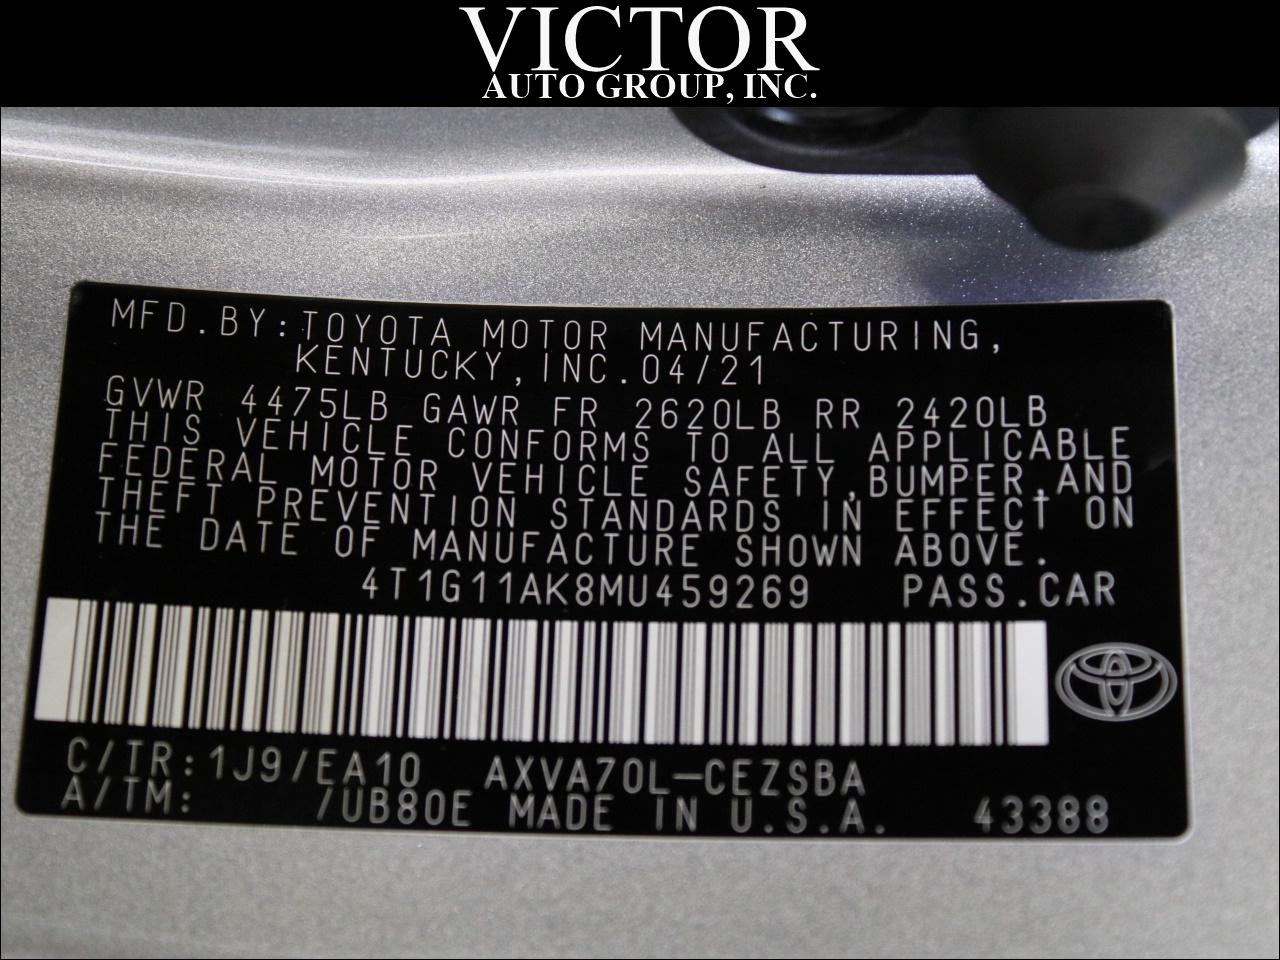 VICTOR
AUTO GROUP, INC.
MFD.BY:TOYOTA MOTOR MANUFACTURING,
KENTUCKY,INC.04/21
GVWR 4475LB GAWR FR 2620LB RR 2420LB
THIS VEHICLE CONFORMS TO ALL APPLICABLE
FEDERAL MOTOR VEHICLE SAFETY,BUMPER,AND
THEFT PREVENTION STANDARDS IN EFFECT ON
THE DATE OF MANUFACTURE SHOWN ABOVE.
4T1G11AK8MU459269 PASS.CAR
C/TR:1J9/EA10 AXVA70L-CEZSBA
A/TM: /UB80E MADE IN U.S.A. 43388